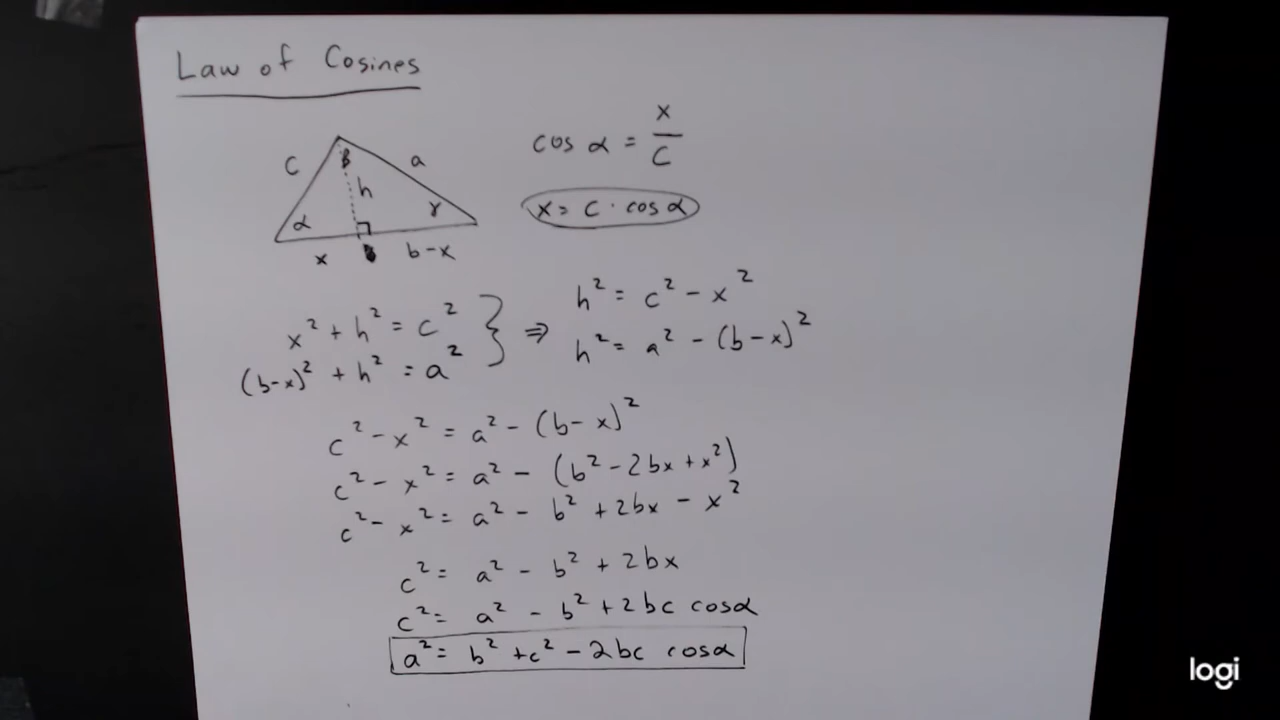 Law of Cosines
cos α = x/c
x = c · cos α
c β a
h
α γ
x b-x
x² + h² = c²
(b-x)² + h² = a²
} ⇒
h² = c² - x²
h² = a² - (b-x)²
c² - x² = a² - (b-x)²
c² - x² = a² - (b² - 2bx + x²)
c² - x² = a² - b² + 2bx - x²
c² = a² - b² + 2bx
c² = a² - b² + 2bc cosα
a² = b² + c² - 2bc cosα
logi